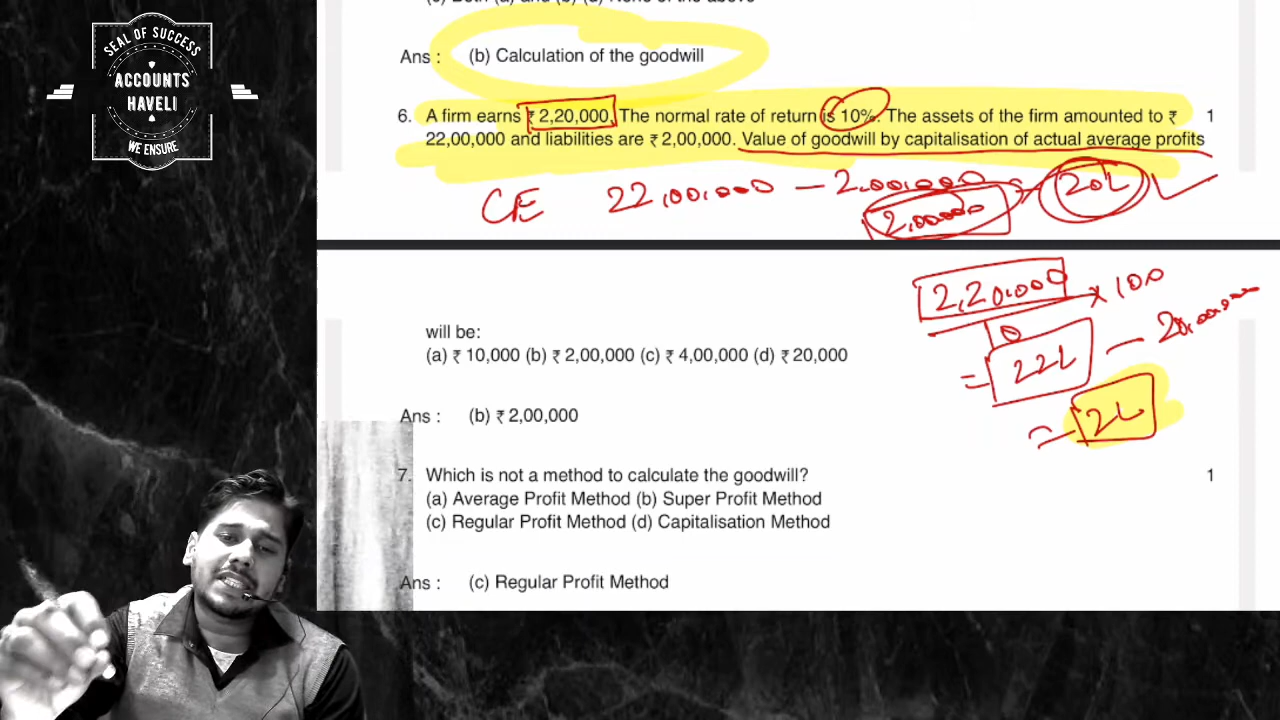 SEAL OF SUCCESS
ACCOUNTS
HAVELI
WE ENSURE
Ans : (b) Calculation of the goodwill
6. A firm earns ₹ 2,20,000. The normal rate of return is 10%. The assets of the firm amounted to ₹ 1
22,00,000 and liabilities are ₹ 2,00,000. Value of goodwill by capitalisation of actual average profits
CE 22,00,000 – 2,00,000 = 20L
2,00000
2,20,000 × 100
= 22L –
= 2L
will be:
(a) ₹ 10,000 (b) ₹ 2,00,000 (c) ₹ 4,00,000 (d) ₹ 20,000
Ans : (b) ₹ 2,00,000
7. Which is not a method to calculate the goodwill? 1
(a) Average Profit Method (b) Super Profit Method
(c) Regular Profit Method (d) Capitalisation Method
Ans : (c) Regular Profit Method